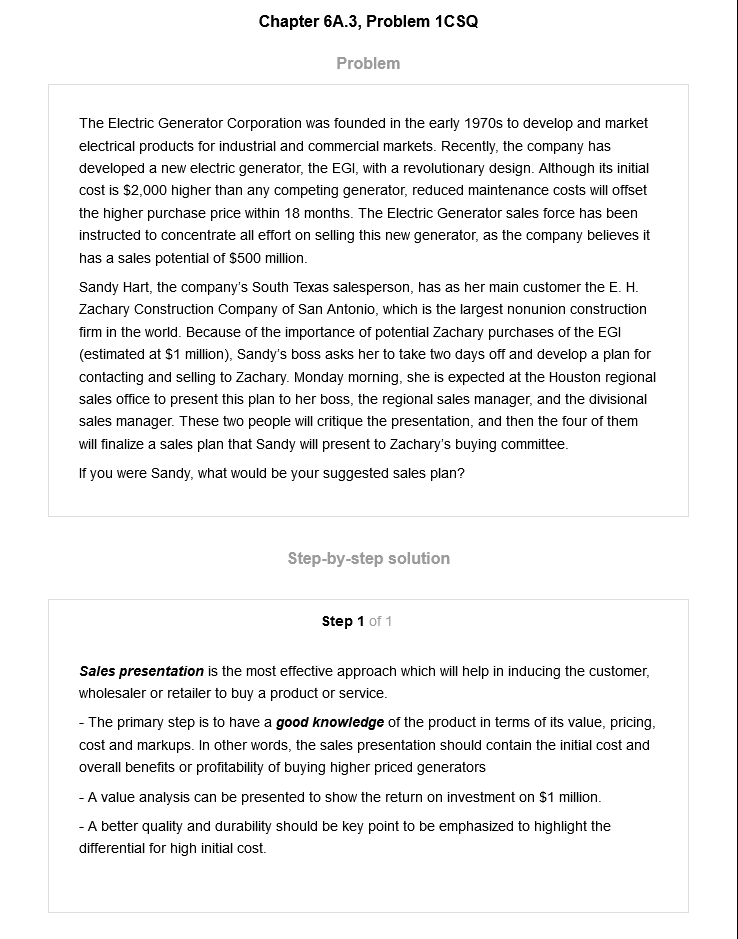 Chapter 6A.3, Problem 1CSQ
Problem
The Electric Generator Corporation was founded in the early 1970s to develop and market
electrical products for industrial and commercial markets. Recently, the company has
developed a new electric generator, the EGI, with a revolutionary design. Although its initial
cost is $2,000 higher than any competing generator, reduced maintenance costs will offset
the higher purchase price within 18 months. The Electric Generator sales force has been
instructed to concentrate all effort on selling this new generator, as the company believes it
has a sales potential of $500 million.
Sandy Hart, the company's South Texas salesperson, has as her main customer the E. H.
Zachary Construction Company of San Antonio, which is the largest nonunion construction
firm in the world. Because of the importance of potential Zachary purchases of the EGI
(estimated at $1 million), Sandy's boss asks her to take two days off and develop a plan for
contacting and selling to Zachary. Monday morning, she is expected at the Houston regional
sales office to present this plan to her boss, the regional sales manager, and the divisional
sales manager. These two people will critique the presentation, and then the four of them
will finalize a sales plan that Sandy will present to Zachary's buying committee.
If you were Sandy, what would be your suggested sales plan?
Step-by-step solution
Step 1 of 1
Sales presentation is the most effective approach which will help in inducing the customer,
wholesaler or retailer to buy a product or service.
- The primary step is to have a good knowledge of the product in terms of its value, pricing,
cost and markups. In other words, the sales presentation should contain the initial cost and
overall benefits or profitability of buying higher priced generators
- A value analysis can be presented to show the return on investment on $1 million.
- A better quality and durability should be key point to be emphasized to highlight the
differential for high initial cost.